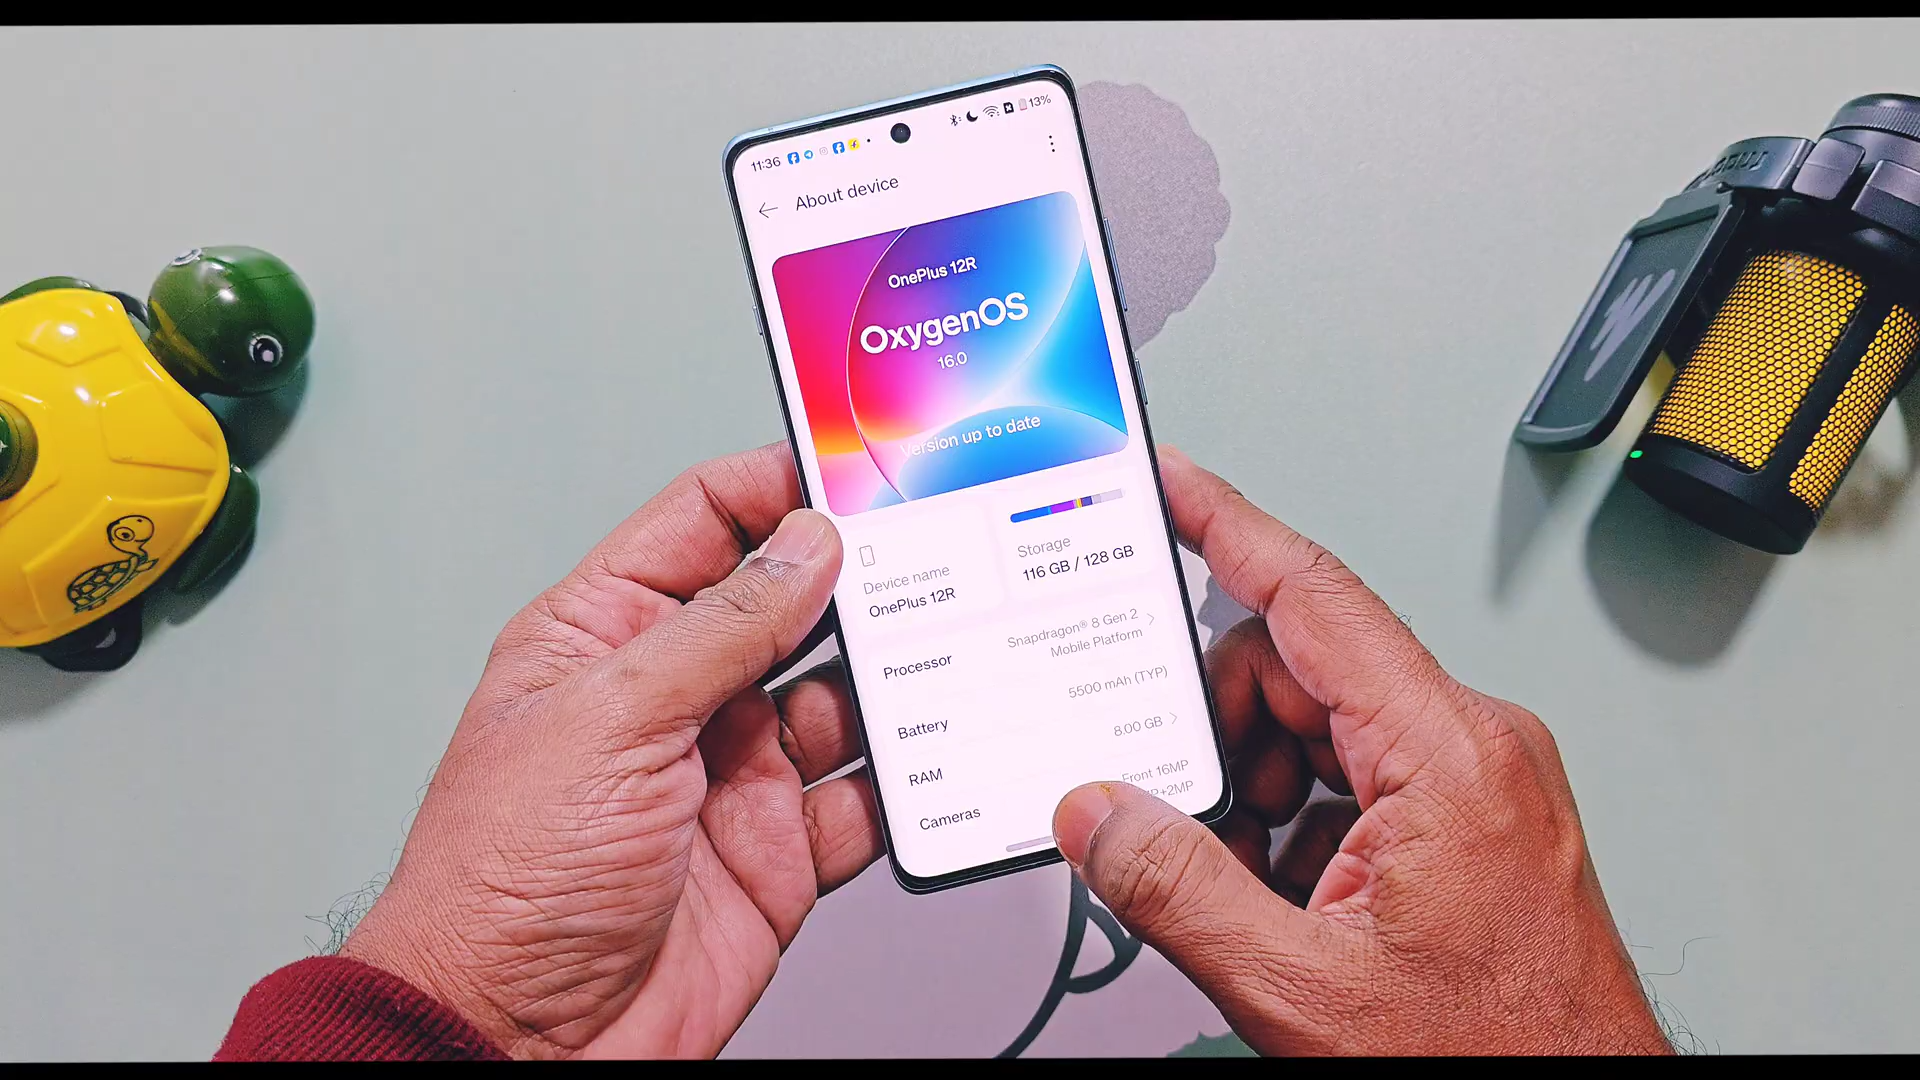 11:36
13%
About device
OnePlus 12R
OxygenOS
16.0
Version up to date
Device name
OnePlus 12R
Storage
116 GB / 128 GB
Processor
Snapdragon® 8 Gen 2
Mobile Platform
Battery
5500 mAh (TYP)
RAM
8.00 GB
Cameras
Front 16MP
MP+2MP